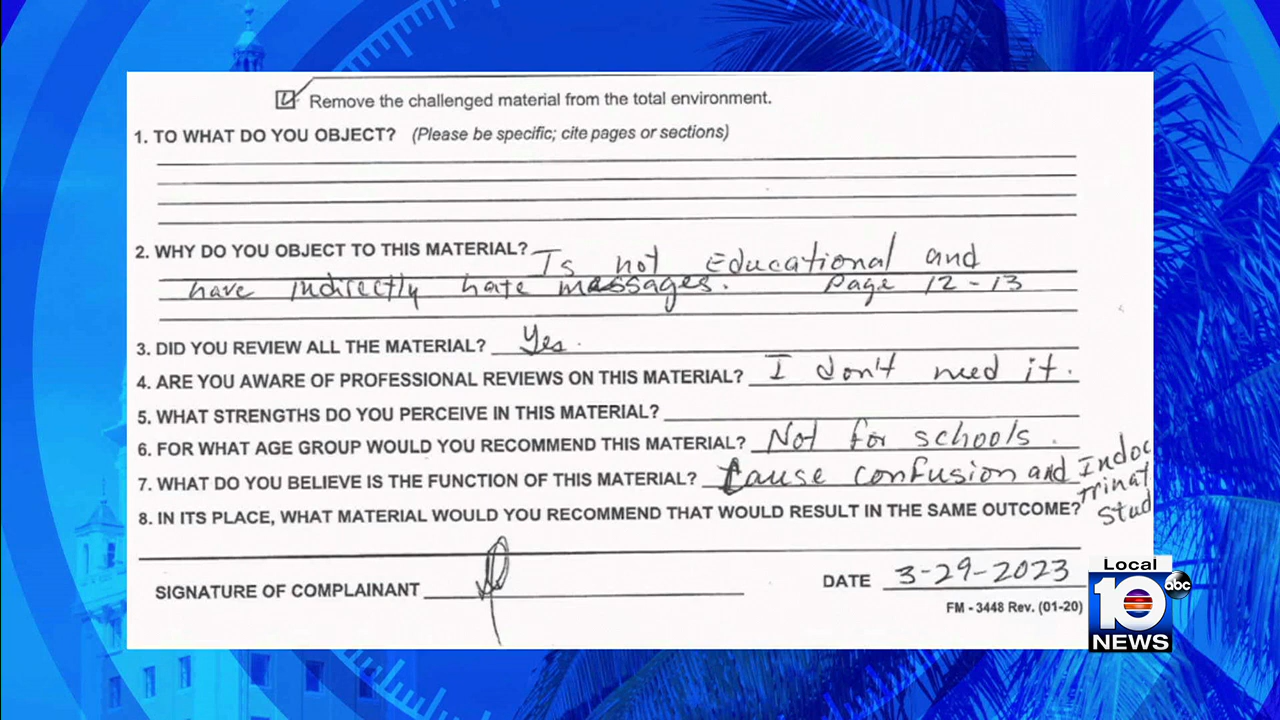 Remove the challenged material from the total environment.
1. TO WHAT DO YOU OBJECT? (Please be specific; cite pages or sections)
2. WHY DO YOU OBJECT TO THIS MATERIAL? Is not Educational and
have indirectly hate messages. Page 12-13
3. DID YOU REVIEW ALL THE MATERIAL? Yes.
4. ARE YOU AWARE OF PROFESSIONAL REVIEWS ON THIS MATERIAL? I don't need it.
5. WHAT STRENGTHS DO YOU PERCEIVE IN THIS MATERIAL?
6. FOR WHAT AGE GROUP WOULD YOU RECOMMEND THIS MATERIAL? Not for schools.
7. WHAT DO YOU BELIEVE IS THE FUNCTION OF THIS MATERIAL? Cause confusion and Indoc
trinat
Stud
8. IN ITS PLACE, WHAT MATERIAL WOULD YOU RECOMMEND THAT WOULD RESULT IN THE SAME OUTCOME?
SIGNATURE OF COMPLAINANT
DATE 3-29-2023
FM - 3448 Rev. (01-20)
Local
10
abc
NEWS